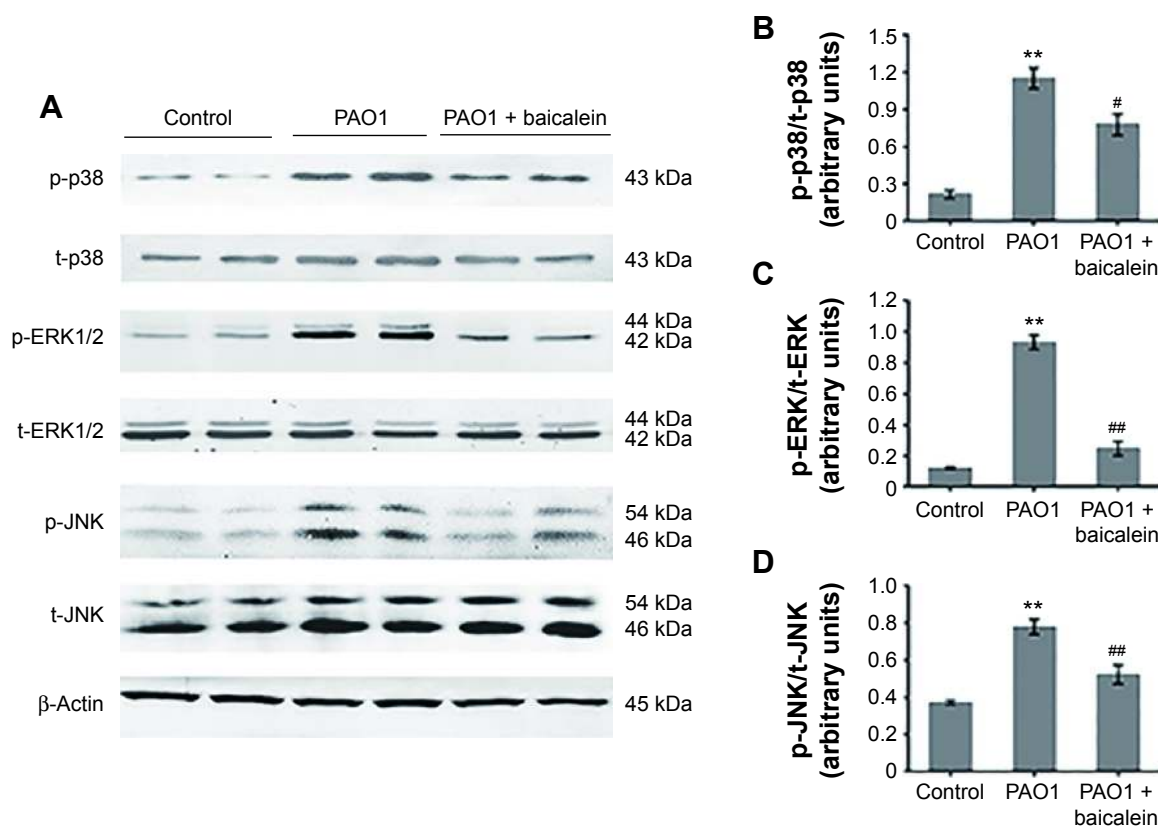 A
Control PAO1 PAO1 + baicalein
p-p38 43 kDa
t-p38 43 kDa
p-ERK1/2 44 kDa
42 kDa
t-ERK1/2 44 kDa
42 kDa
p-JNK 54 kDa
46 kDa
t-JNK 54 kDa
46 kDa
β-Actin 45 kDa
B
p-p38/t-p38
(arbitrary units)
1.5
1.2
0.9
0.6
0.3
0
**
#
Control PAO1 PAO1 +
baicalein
C
p-ERK/t-ERK
(arbitrary units)
1.2
1.0
0.8
0.6
0.4
0.2
0
**
##
Control PAO1 PAO1 +
baicalein
D
p-JNK/t-JNK
(arbitrary units)
1.0
0.8
0.6
0.4
0.2
0
**
##
Control PAO1 PAO1 +
baicalein